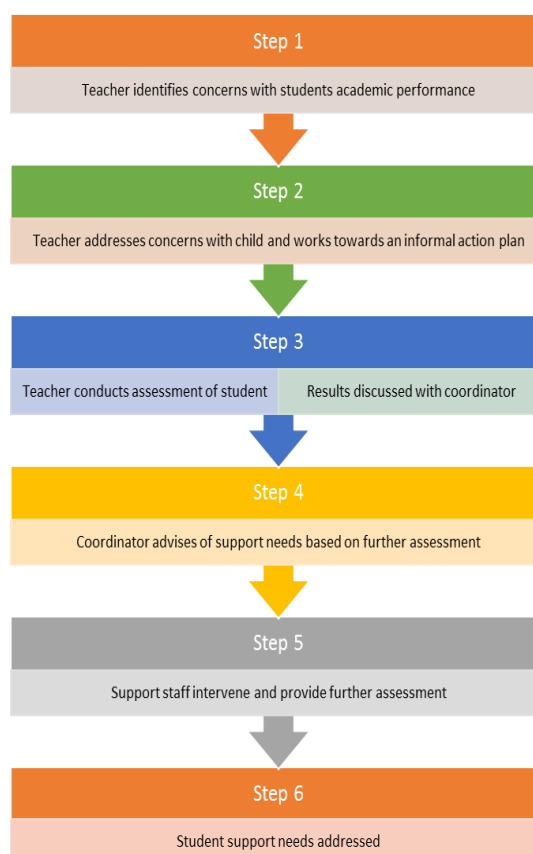 Step 1
Teacher identifies concerns with students academic performance
Step 2
Teacher addresses concerns with child and works towards an informal action plan
Step 3
Teacher conducts assessment of student
Results discussed with coordinator
Step 4
Coordinator advises of support needs based on further assessment
Step 5
Support staff intervene and provide further assessment
Step 6
Student support needs addressed